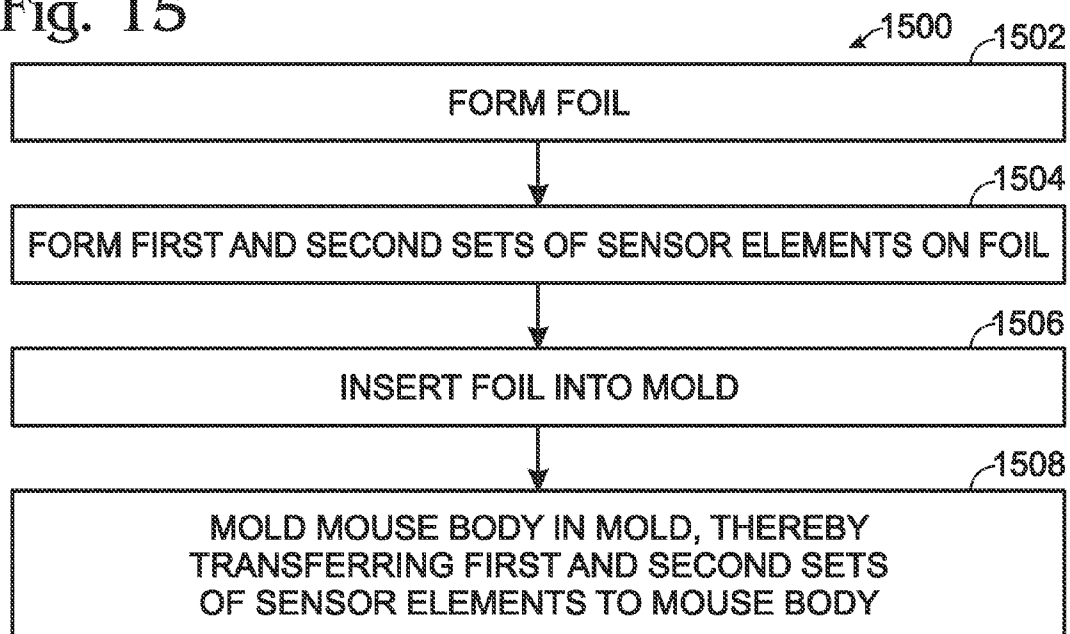 Fig. 15
1500
1502
FORM FOIL
1504
FORM FIRST AND SECOND SETS OF SENSOR ELEMENTS ON FOIL
1506
INSERT FOIL INTO MOLD
1508
MOLD MOUSE BODY IN MOLD, THEREBY
TRANSFERRING FIRST AND SECOND SETS
OF SENSOR ELEMENTS TO MOUSE BODY